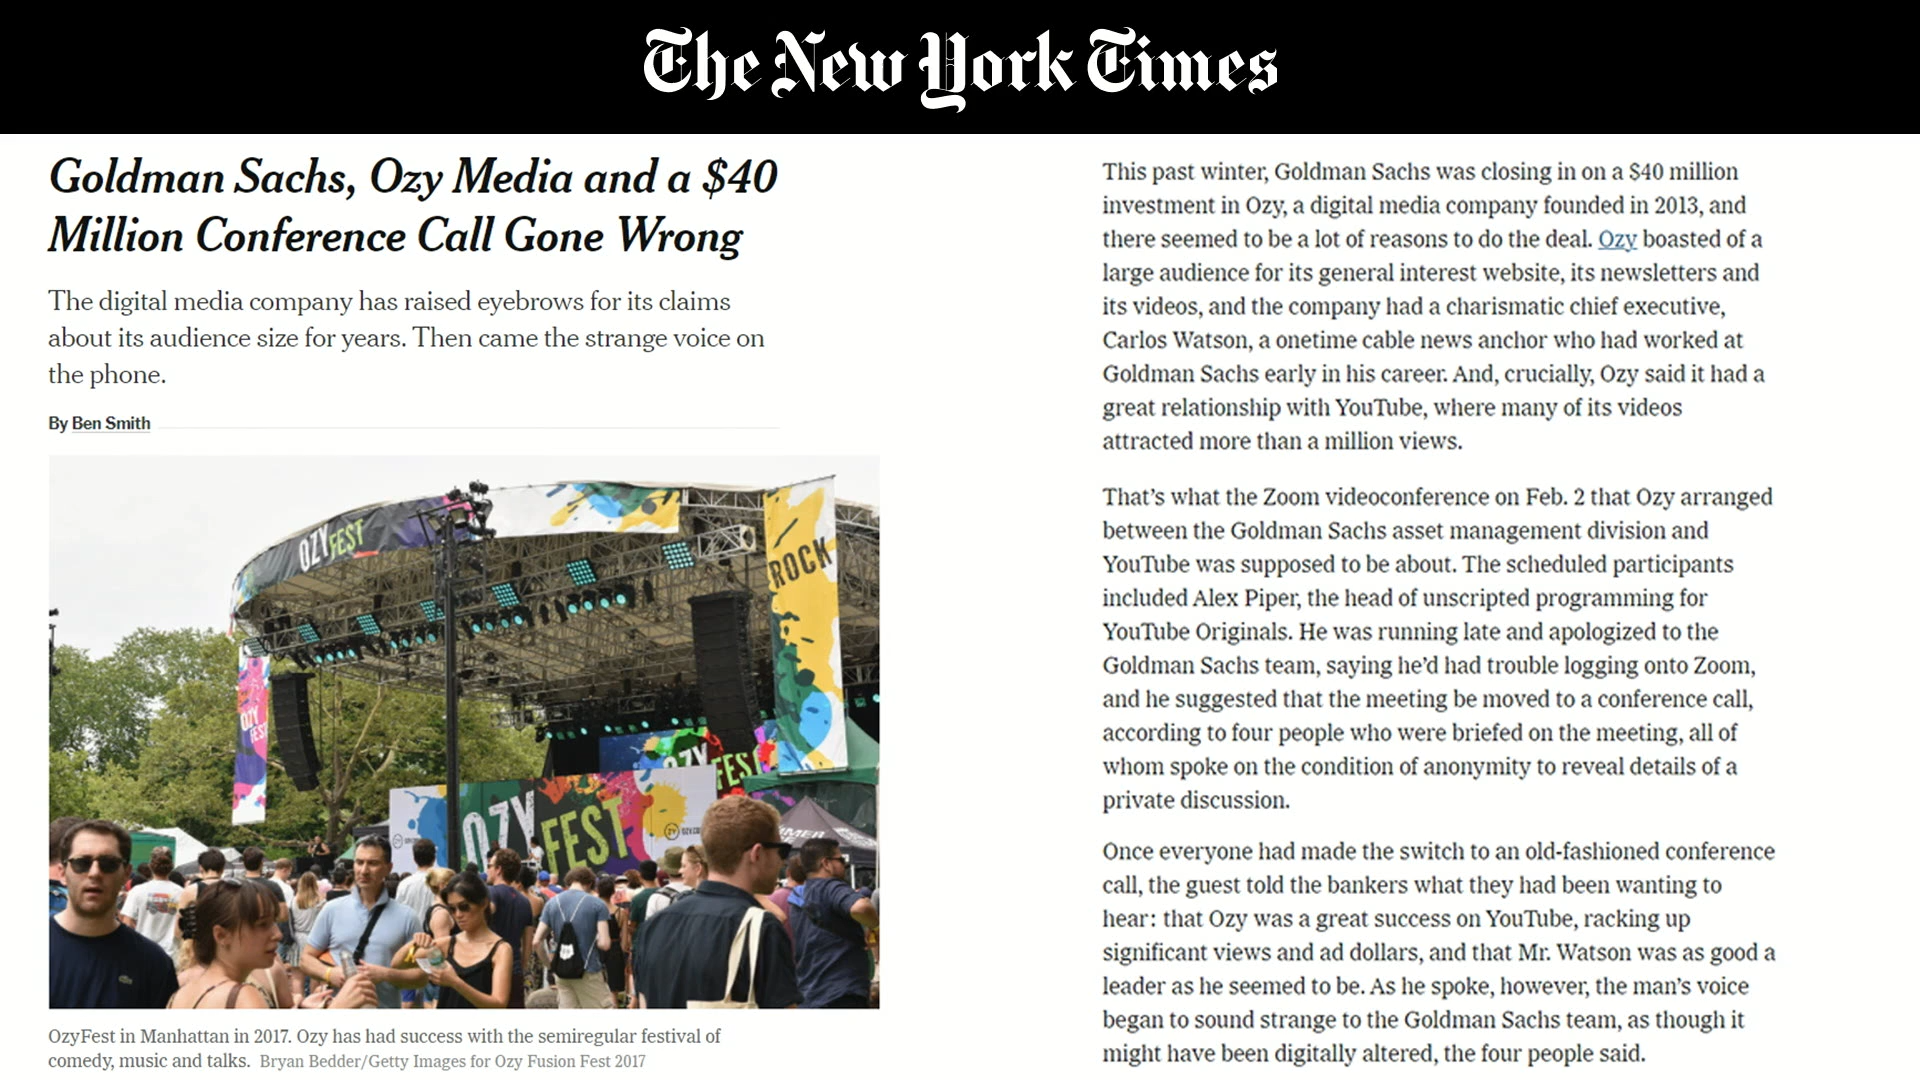 The New York Times
Goldman Sachs, Ozy Media and a $40
Million Conference Call Gone Wrong
The digital media company has raised eyebrows for its claims
about its audience size for years. Then came the strange voice on
the phone.
By Ben Smith
OZYFEST
ROCK
OZY
FEST
OZY
FEST
OZY
FEST
OzyFest in Manhattan in 2017. Ozy has had success with the semiregular festival of
comedy, music and talks. Bryan Bedder/Getty Images for Ozy Fusion Fest 2017
This past winter, Goldman Sachs was closing in on a $40 million
investment in Ozy, a digital media company founded in 2013, and
there seemed to be a lot of reasons to do the deal. Ozy boasted of a
large audience for its general interest website, its newsletters and
its videos, and the company had a charismatic chief executive,
Carlos Watson, a onetime cable news anchor who had worked at
Goldman Sachs early in his career. And, crucially, Ozy said it had a
great relationship with YouTube, where many of its videos
attracted more than a million views.
That’s what the Zoom videoconference on Feb. 2 that Ozy arranged
between the Goldman Sachs asset management division and
YouTube was supposed to be about. The scheduled participants
included Alex Piper, the head of unscripted programming for
YouTube Originals. He was running late and apologized to the
Goldman Sachs team, saying he’d had trouble logging onto Zoom,
and he suggested that the meeting be moved to a conference call,
according to four people who were briefed on the meeting, all of
whom spoke on the condition of anonymity to reveal details of a
private discussion.
Once everyone had made the switch to an old-fashioned conference
call, the guest told the bankers what they had been wanting to
hear: that Ozy was a great success on YouTube, racking up
significant views and ad dollars, and that Mr. Watson was as good a
leader as he seemed to be. As he spoke, however, the man’s voice
began to sound strange to the Goldman Sachs team, as though it
might have been digitally altered, the four people said.